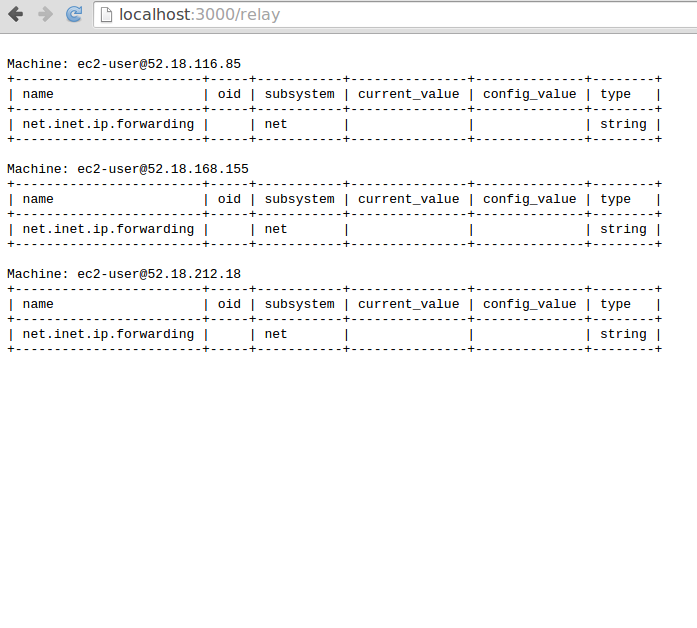 localhost:3000/relay
Machine: ec2-user@52.18.116.85
+------------------------+-----+-----------+---------------+--------------+--------+
| name                   | oid | subsystem | current_value | config_value | type   |
+------------------------+-----+-----------+---------------+--------------+--------+
| net.inet.ip.forwarding |     | net       |               |              | string |
+------------------------+-----+-----------+---------------+--------------+--------+
Machine: ec2-user@52.18.168.155
+------------------------+-----+-----------+---------------+--------------+--------+
| name                   | oid | subsystem | current_value | config_value | type   |
+------------------------+-----+-----------+---------------+--------------+--------+
| net.inet.ip.forwarding |     | net       |               |              | string |
+------------------------+-----+-----------+---------------+--------------+--------+
Machine: ec2-user@52.18.212.18
+------------------------+-----+-----------+---------------+--------------+--------+
| name                   | oid | subsystem | current_value | config_value | type   |
+------------------------+-----+-----------+---------------+--------------+--------+
| net.inet.ip.forwarding |     | net       |               |              | string |
+------------------------+-----+-----------+---------------+--------------+--------+